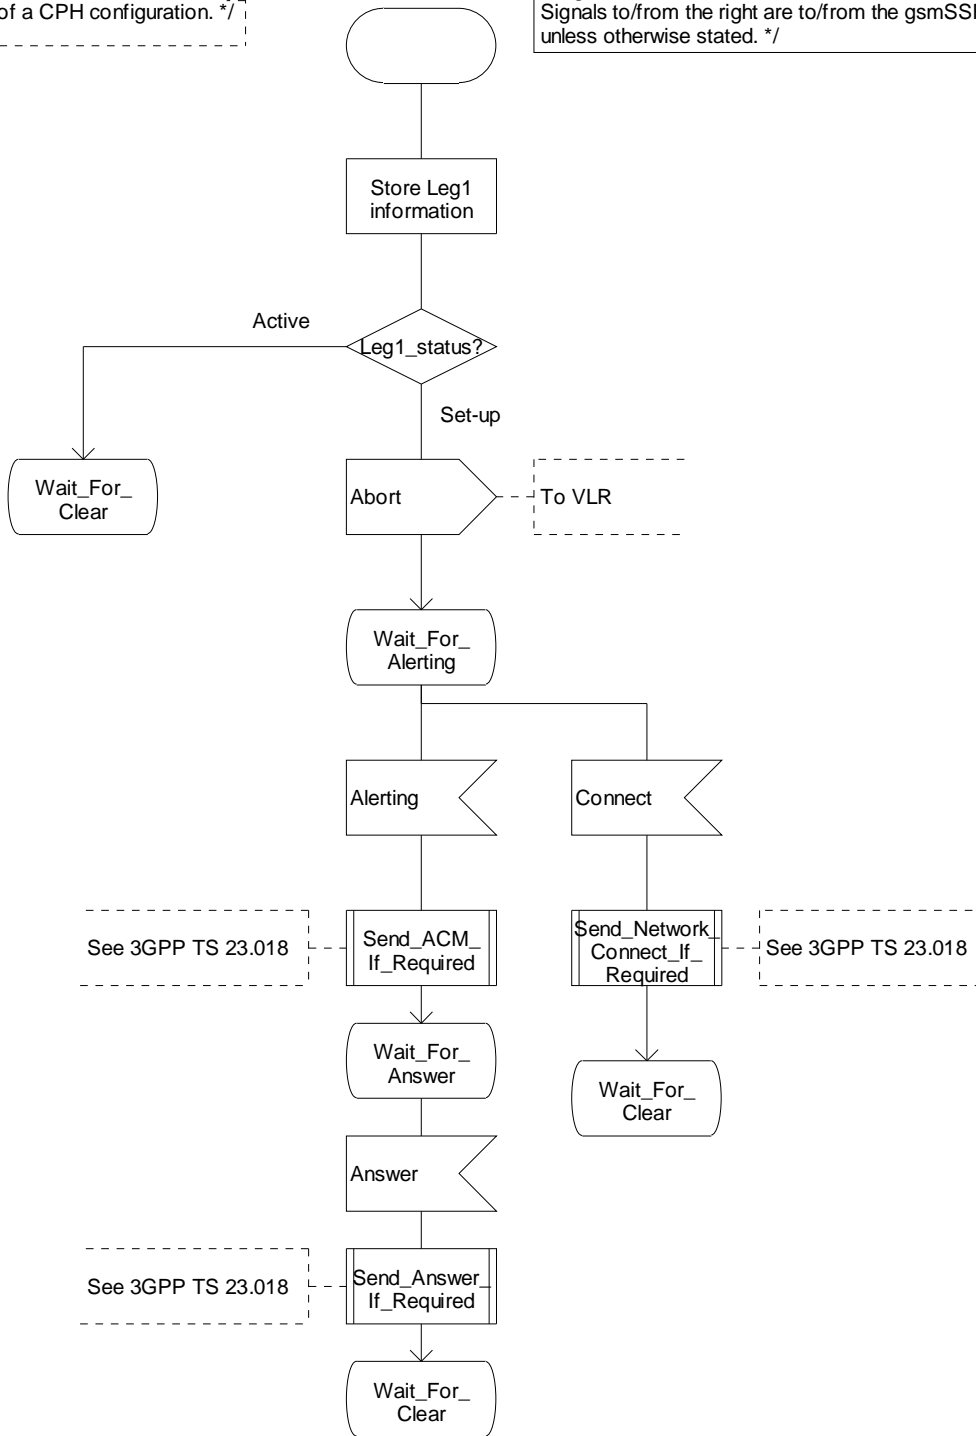 of a CPH configuration. */
Signals to/from the right are to/from the gsmSS
unless otherwise stated. */
Store Leg1
information
Active
Leg1_status?
Set-up
Wait_For_
Clear
Abort
To VLR
Wait_For_
Alerting
Alerting
Connect
See 3GPP TS 23.018
Send_ACM_
If_Required
Send_Network_
Connect_If_
Required
See 3GPP TS 23.018
Wait_For_
Answer
Wait_For_
Clear
Answer
See 3GPP TS 23.018
Send_Answer_
If_Required
Wait_For_
Clear